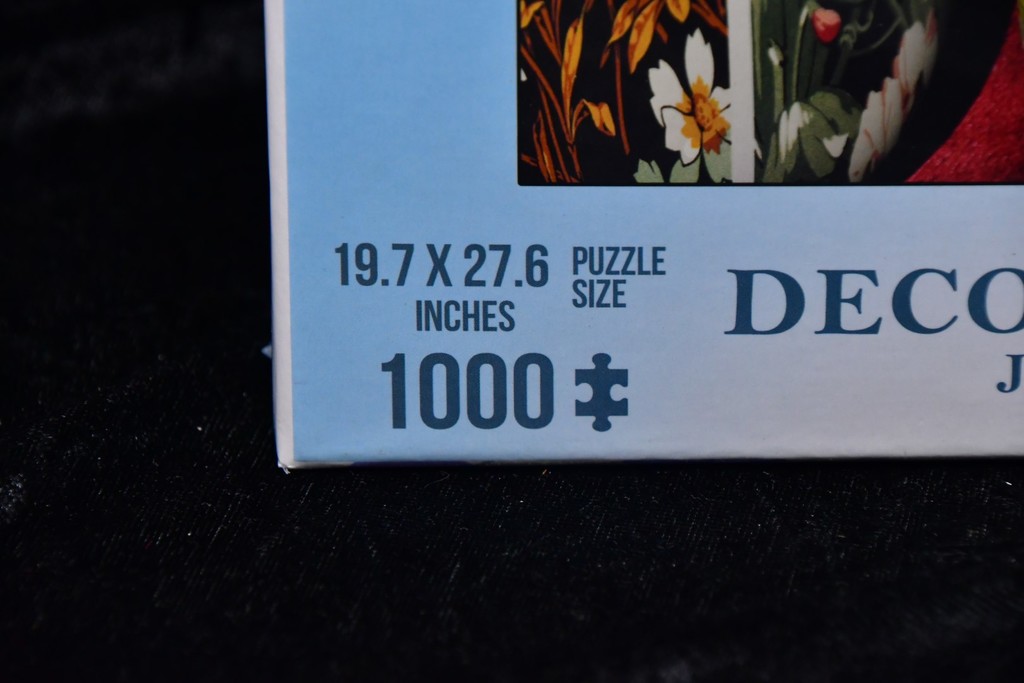 19.7 X 27.6 PUZZLE
INCHES SIZE
1000
DECO
J